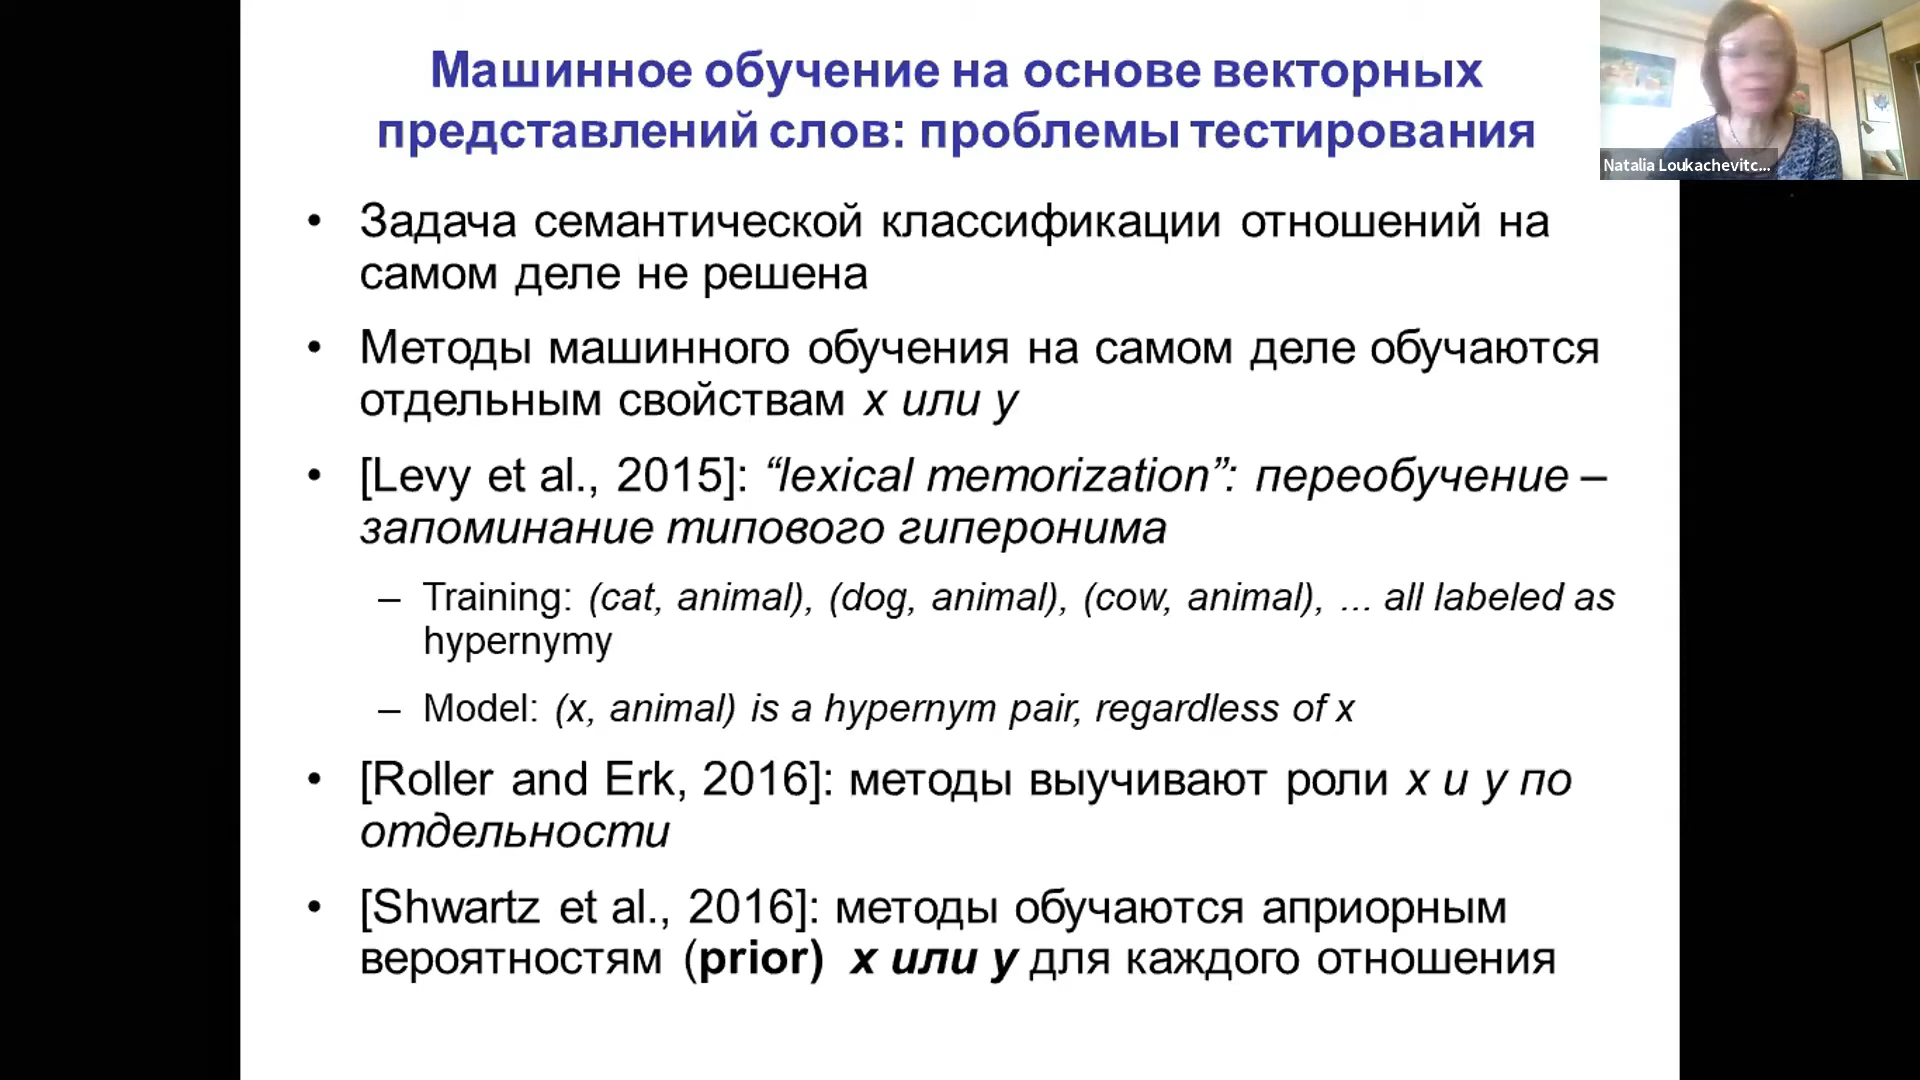 Машинное обучение на основе векторных
представлений слов: проблемы тестирования
Natalia Loukachevitc...
• Задача семантической классификации отношений на
самом деле не решена
• Методы машинного обучения на самом деле обучаются
отдельным свойствам x или y
• [Levy et al., 2015]: “lexical memorization”: переобучение –
запоминание типового гиперонима
– Training: (cat, animal), (dog, animal), (cow, animal), ... all labeled as
hypernymy
– Model: (x, animal) is a hypernym pair, regardless of x
• [Roller and Erk, 2016]: методы выучивают роли x и y по
отдельности
• [Shwartz et al., 2016]: методы обучаются априорным
вероятностям (prior) x или y для каждого отношения